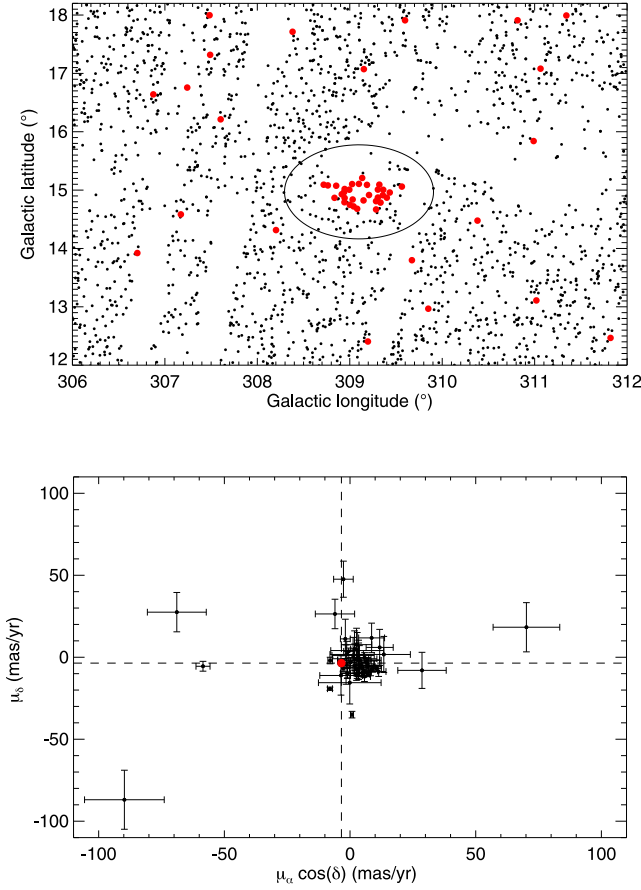 18
17
16
15
14
13
12
Galactic latitude (°)
306 307 308 309 310 311 312
Galactic longitude (°)
100
50
0
-50
-100
μδ (mas/yr)
-100 -50 0 50 100
μα cos(δ) (mas/yr)